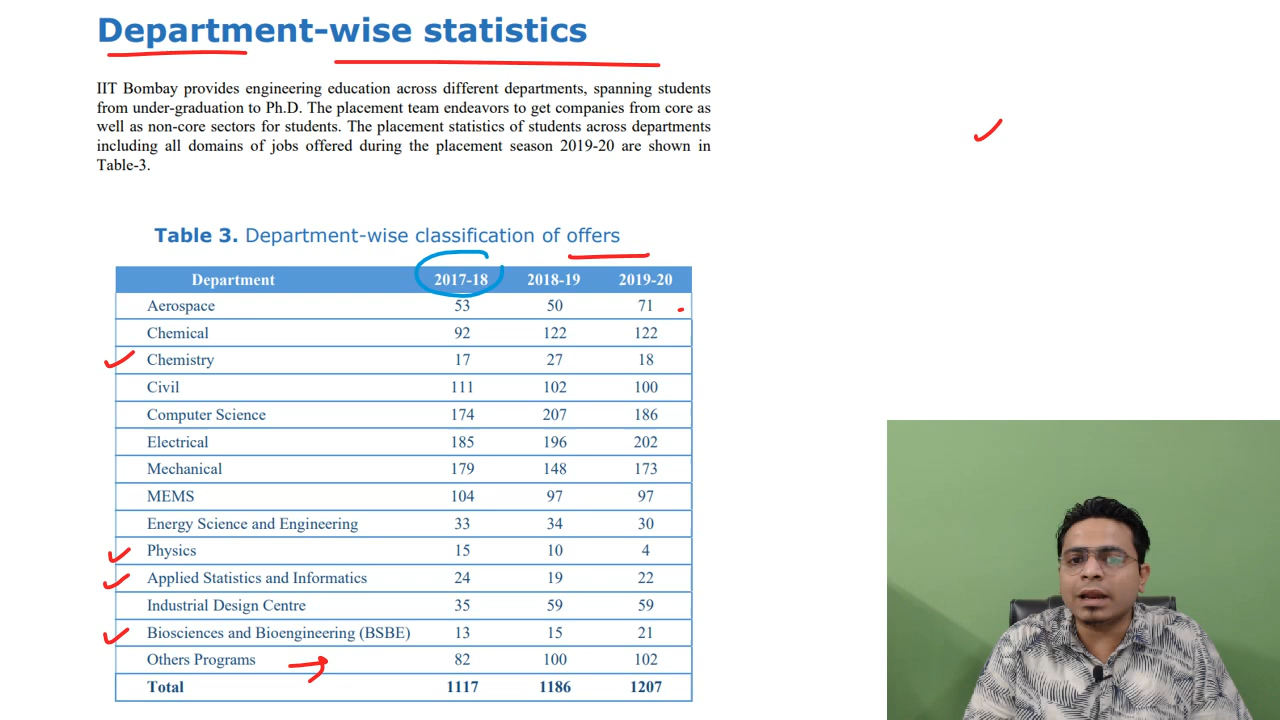 Department-wise statistics
IIT Bombay provides engineering education across different departments, spanning students
from under-graduation to Ph.D. The placement team endeavors to get companies from core as
well as non-core sectors for students. The placement statistics of students across departments
including all domains of jobs offered during the placement season 2019-20 are shown in
Table-3.
Table 3. Department-wise classification of offers
Department 2017-18 2018-19 2019-20
Aerospace 53 50 71
Chemical 92 122 122
Chemistry 17 27 18
Civil 111 102 100
Computer Science 174 207 186
Electrical 185 196 202
Mechanical 179 148 173
MEMS 104 97 97
Energy Science and Engineering 33 34 30
Physics 15 10 4
Applied Statistics and Informatics 24 19 22
Industrial Design Centre 35 59 59
Biosciences and Bioengineering (BSBE) 13 15 21
Others Programs 82 100 102
Total 1117 1186 1207